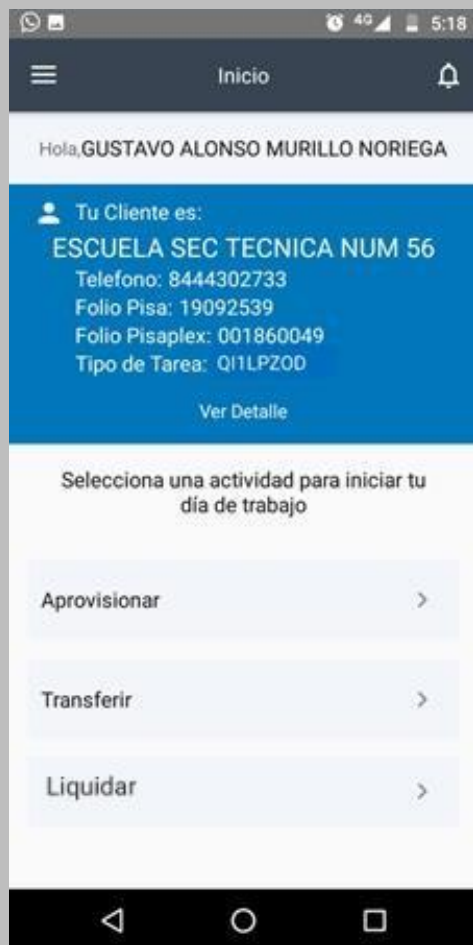 4G 5:18
Inicio
Hola,GUSTAVO ALONSO MURILLO NORIEGA
Tu Cliente es:
ESCUELA SEC TECNICA NUM 56
Telefono: 8444302733
Folio Pisa: 19092539
Folio Pisaplex: 001860049
Tipo de Tarea: QI1LPZOD
Ver Detalle
Selecciona una actividad para iniciar tu
día de trabajo
Aprovisionar
Transferir
Liquidar